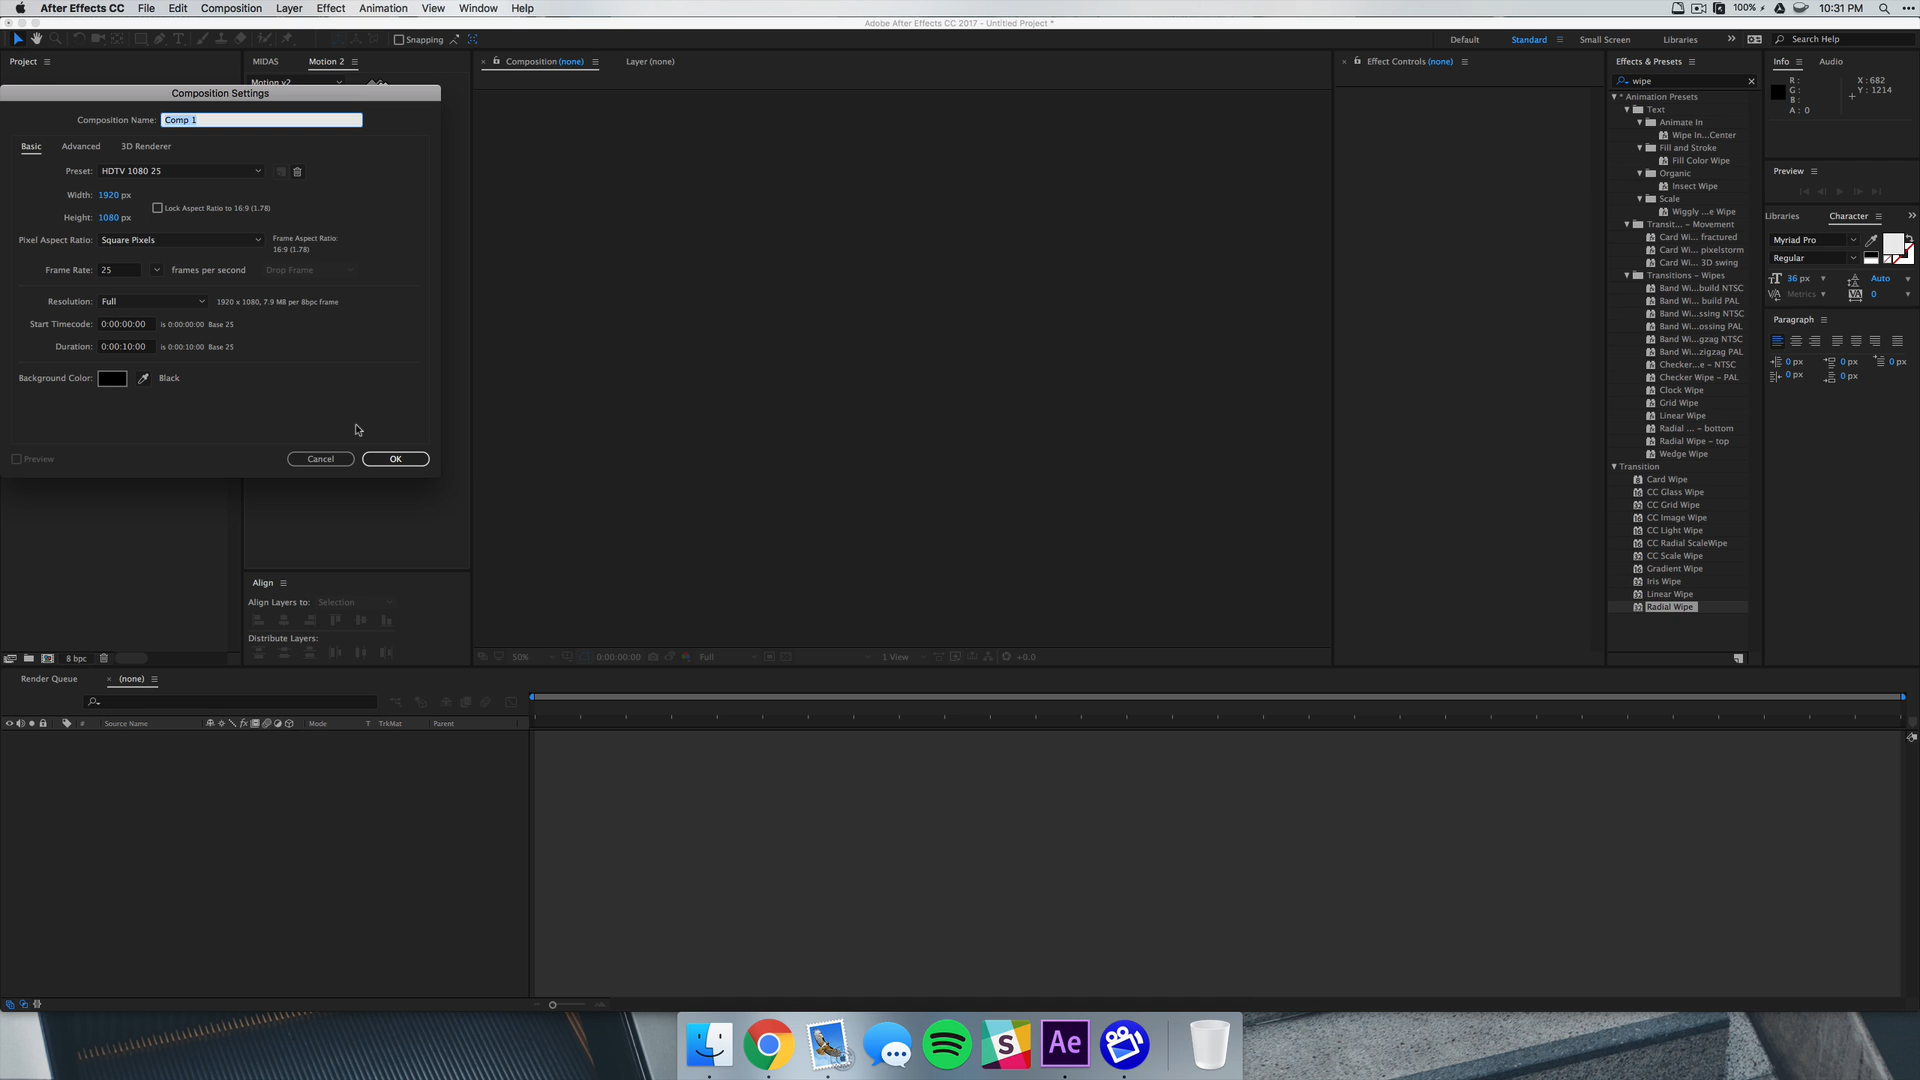 After Effects CC File Edit Composition Layer Effect Animation View Window Help 100% 10:31 PM
Adobe After Effects CC 2017 - Untitled Project *
Snapping Default Standard Small Screen Libraries Search Help
Project
MIDAS Motion 2
Motion v2
Composition (none) Layer (none)
Effect Controls (none)
Effects & Presets
wipe
* Animation Presets
Text
Animate In
Wipe In...Center
Fill and Stroke
Fill Color Wipe
Organic
Insect Wipe
Scale
Wiggly ...e Wipe
Transit... – Movement
Card Wi... fractured
Card Wi... pixelstorm
Card Wi... 3D swing
Transitions – Wipes
Band Wi...build NTSC
Band Wi... build PAL
Band Wi...ssing NTSC
Band Wi...ossing PAL
Band Wi...gzag NTSC
Band Wi...zigzag PAL
Checker...e – NTSC
Checker Wipe – PAL
Clock Wipe
Grid Wipe
Linear Wipe
Radial ... – bottom
Radial Wipe – top
Wedge Wipe
Transition
Card Wipe
CC Glass Wipe
CC Grid Wipe
CC Image Wipe
CC Light Wipe
CC Radial ScaleWipe
CC Scale Wipe
Gradient Wipe
Iris Wipe
Linear Wipe
Radial Wipe
Info Audio
R :
G :
B :
A : 0
X : 682
Y : 1214
Preview
Libraries Character
Myriad Pro
Regular
36 px Auto
Metrics 0
Paragraph
0 px 0 px 0 px
0 px 0 px
Composition Settings
Composition Name: Comp 1
Basic Advanced 3D Renderer
Preset: HDTV 1080 25
Width: 1920 px
Lock Aspect Ratio to 16:9 (1.78)
Height: 1080 px
Pixel Aspect Ratio: Square Pixels
Frame Aspect Ratio:
16:9 (1.78)
Frame Rate: 25 frames per second Drop Frame
Resolution: Full 1920 x 1080, 7.9 MB per 8bpc frame
Start Timecode: 0:00:00:00 is 0:00:00:00 Base 25
Duration: 0:00:10:00 is 0:00:10:00 Base 25
Background Color: Black
Preview Cancel OK
Align
Align Layers to: Selection
Distribute Layers:
8 bpc
50% 0:00:00:00 Full 1 View +0.0
Render Queue (none)
# Source Name fx Mode T TrkMat Parent
Ae